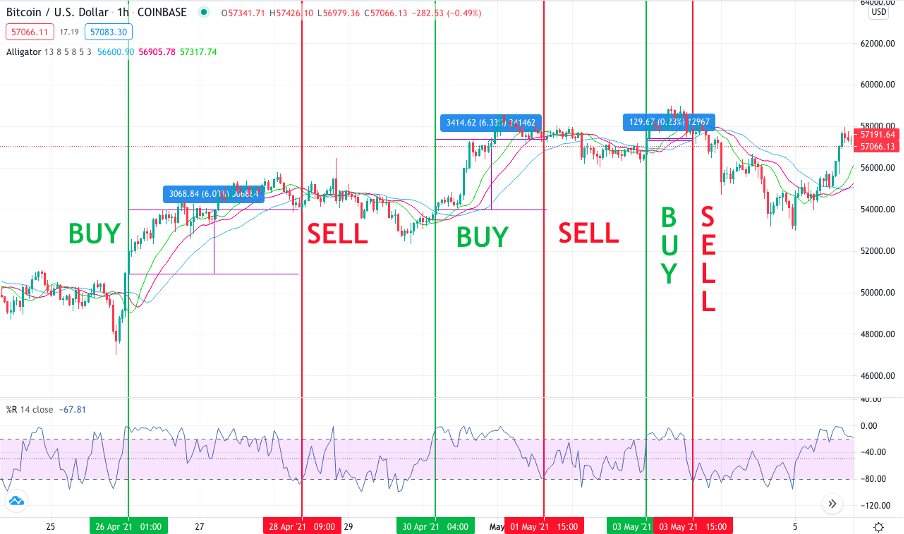 Bitcoin / U.S. Dollar · 1h · COINBASE O57341.71 H57426.10 L56979.36 C57066.13 −282.53 (−0.49%)
57066.11 17.19 57083.30
Alligator 13 8 5 8 5 3 56600.90 56905.78 57317.74
64000.00
USD
62000.00
60000.00
58000.00
57191.64
57066.13
56000.00
54000.00
52000.00
50000.00
48000.00
46000.00
3414.62 (6.33%) 341462
129.67 (0.23%) 12967
3068.84 (6.01%)
BUY
SELL
BUY
SELL
BUY
SELL
%R 14 close −67.81
40.00
0.00
−40.00
−80.00
−120.00
25 26 Apr '21 01:00 27 28 Apr '21 09:00 29 30 Apr '21 04:00 May 01 May '21 15:00 03 May '21 03 May '21 15:00 5